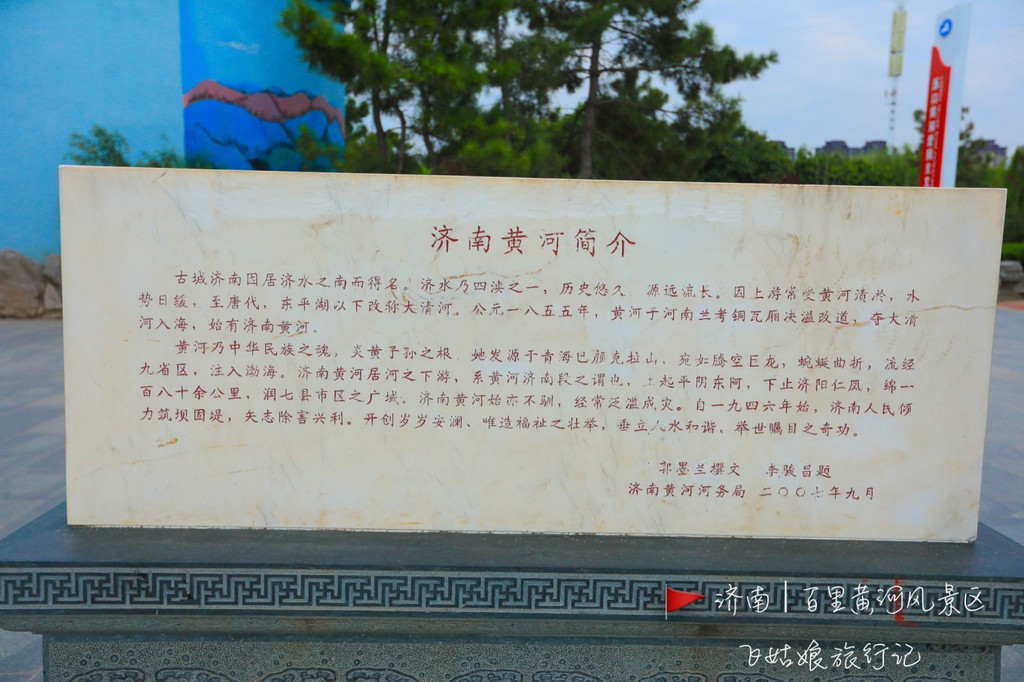 济南黄河简介
古城济南因居济水之南而得名。济水乃四渎之一，历史悠久，源远流长。因上游常受黄河清淤，水
势日缓，至唐代，东平湖以下改称大清河。公元一八五五年，黄河于河南兰考铜瓦厢决溢改道，夺大清
河入海，始有济南黄河。
黄河乃中华民族之魂，炎黄子孙之根。她发源于青海巴颜克拉山，宛如腾空巨龙，蜿蜒曲折，流经
九省区，注入渤海。济南黄河居河之下游，系黄河济南段之谓也，上起平阴东阿，下止济阳仁凤，绵一
百八十余公里，润七县市区之广域。济南黄河始亦不驯，经常泛滥成灾。自一九四六年始，济南人民倾
力筑坝固堤，矢志除害兴利。开创岁岁安澜、唯造福祉之壮举，垂立人水和谐、举世瞩目之奇功。
郭墨兰撰文 李骏昌题
济南黄河河务局 二〇〇七年九月
济南|百里黄河风景区
飞姑娘旅行记